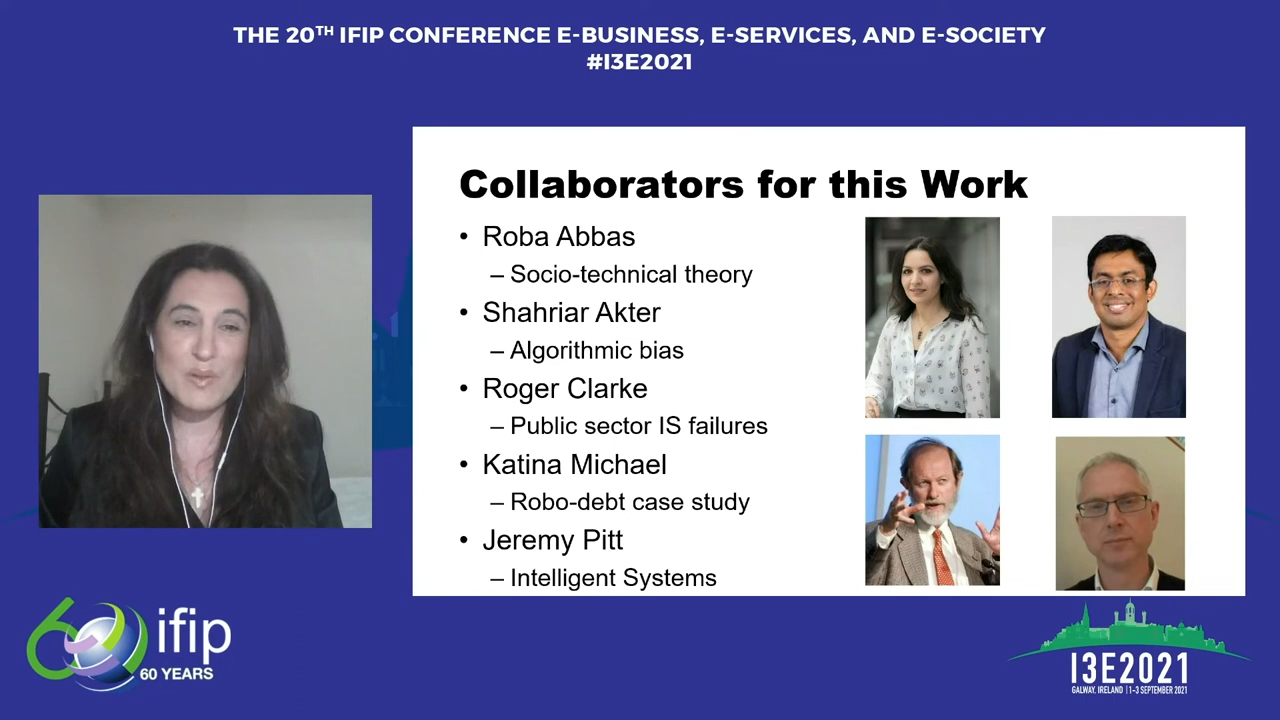 THE 20TH IFIP CONFERENCE E-BUSINESS, E-SERVICES, AND E-SOCIETY
#I3E2021
Collaborators for this Work
• Roba Abbas
– Socio-technical theory
• Shahriar Akter
– Algorithmic bias
• Roger Clarke
– Public sector IS failures
• Katina Michael
– Robo-debt case study
• Jeremy Pitt
– Intelligent Systems
60 ifip
60 YEARS
I3E2021
GALWAY, IRELAND | 1-3 SEPTEMBER 2021